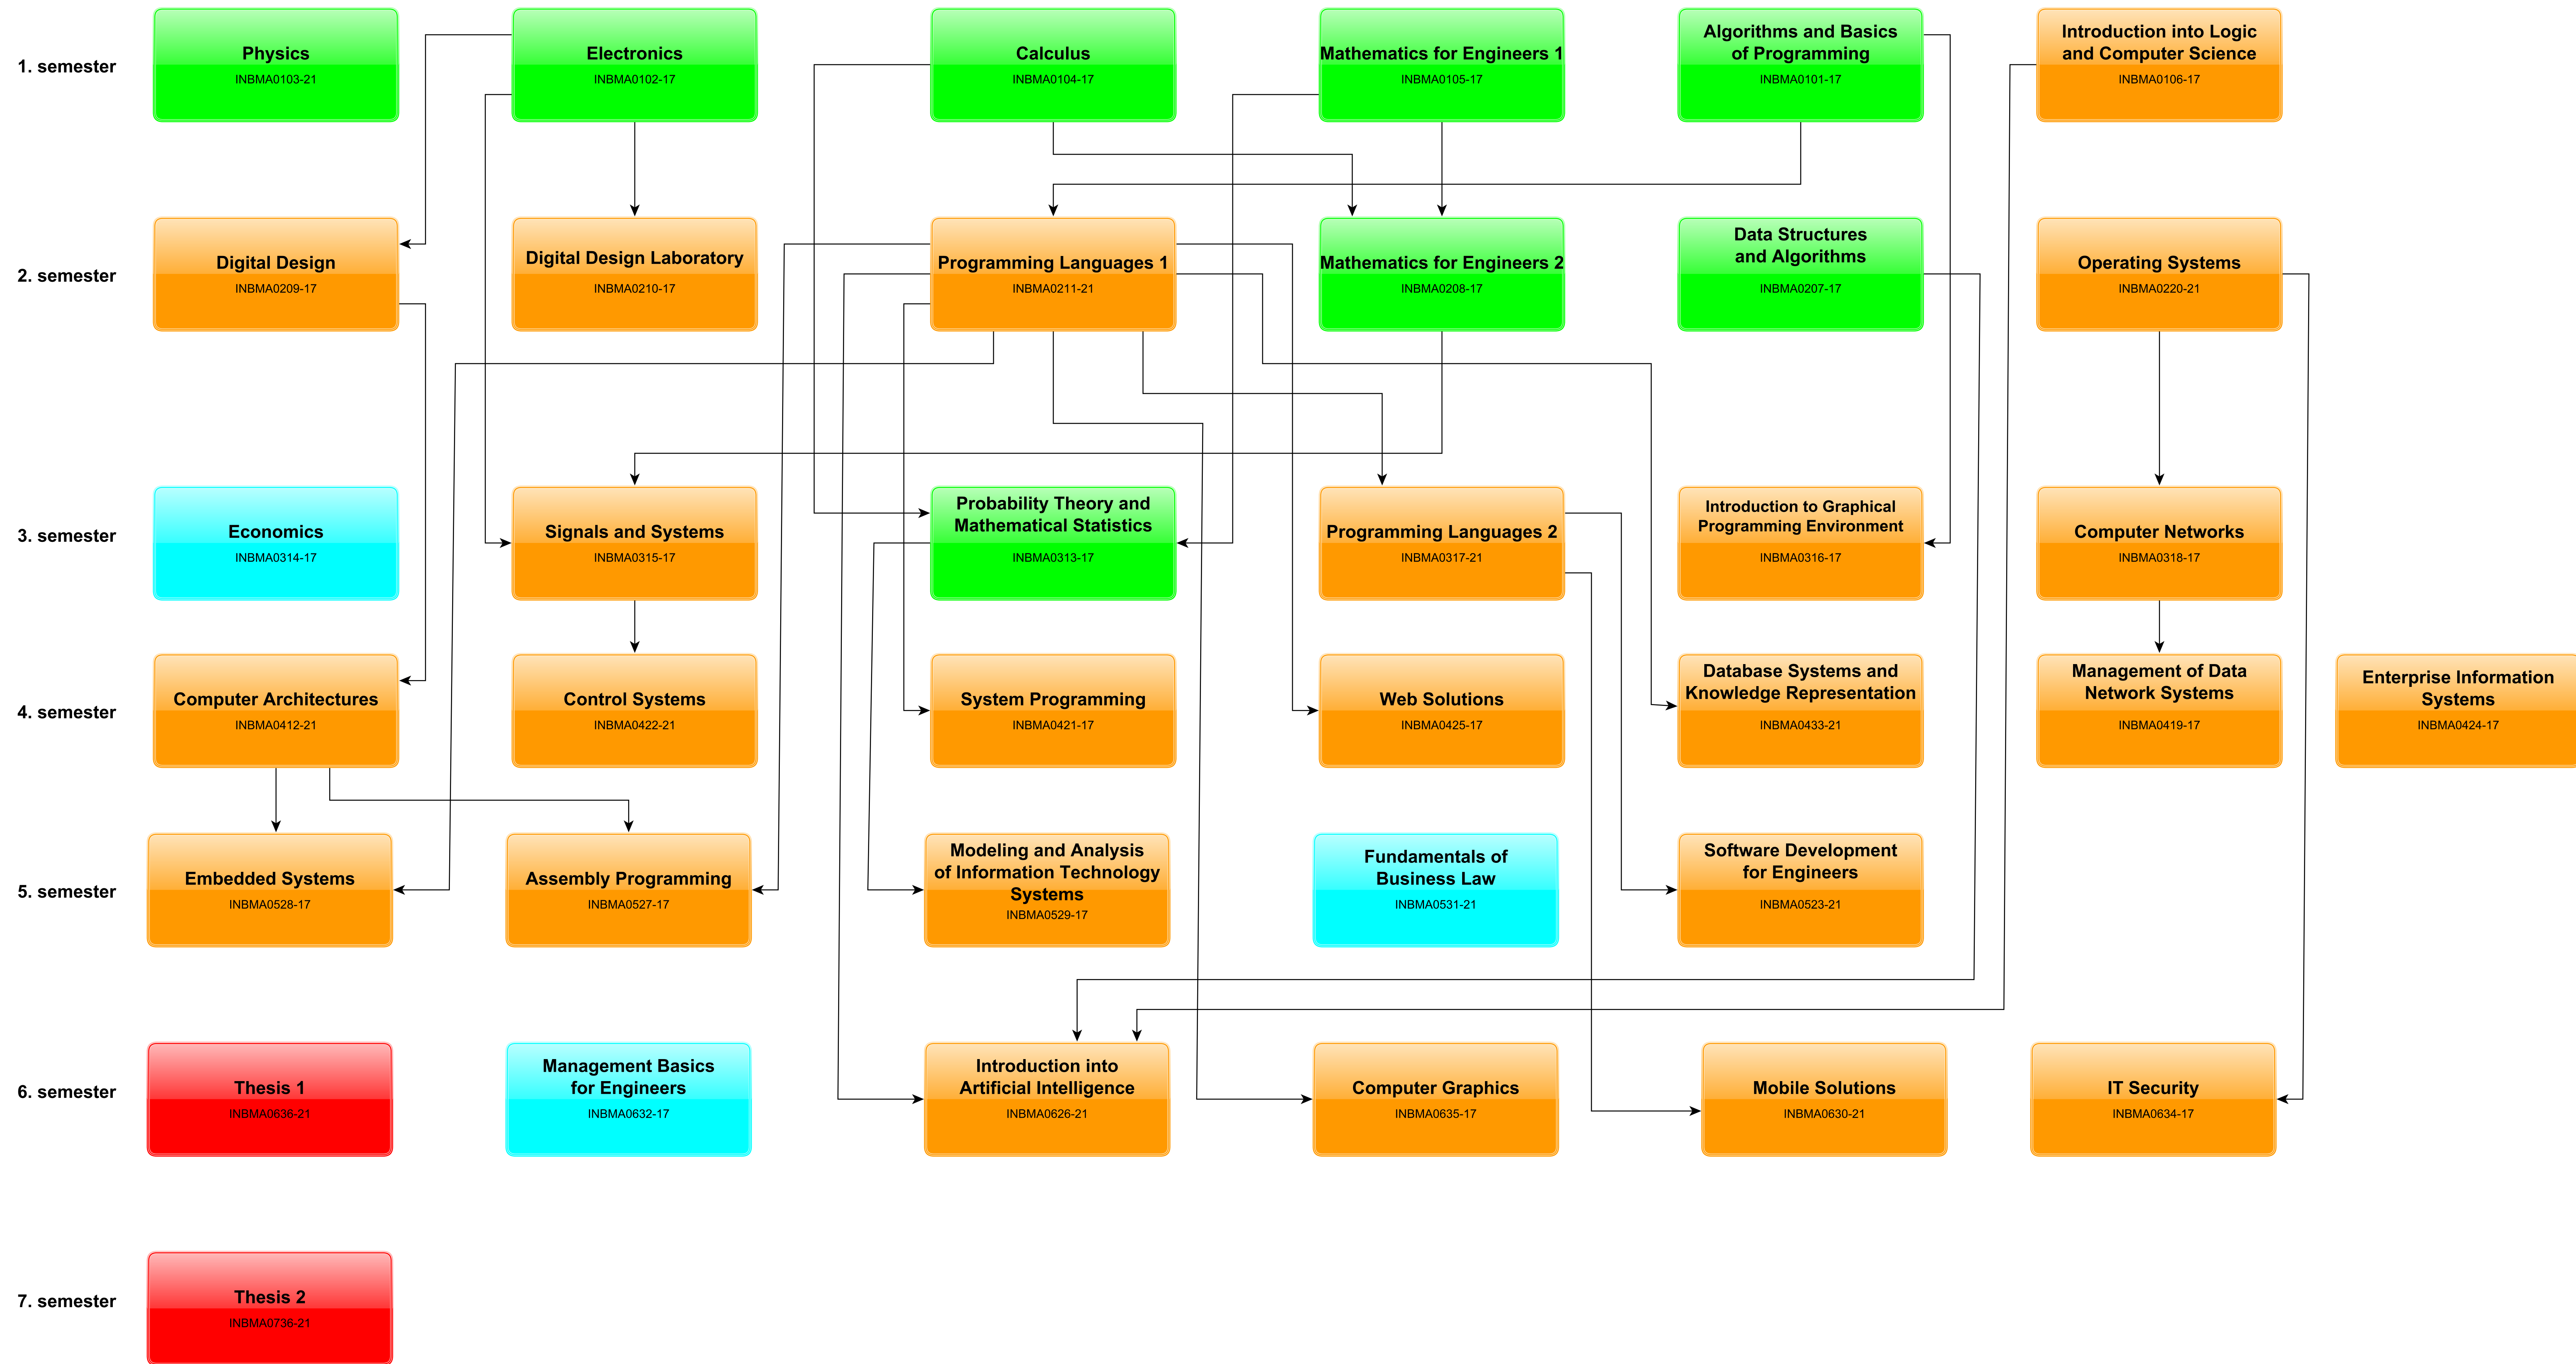 1. semester
Physics
INBMA0103-21
Electronics
INBMA0102-17
Calculus
INBMA0104-17
Mathematics for Engineers 1
INBMA0105-17
Algorithms and Basics
of Programming
INBMA0101-17
Introduction into Logic
and Computer Science
INBMA0106-17
2. semester
Digital Design
INBMA0209-17
Digital Design Laboratory
INBMA0210-17
Programming Languages 1
INBMA0211-21
Mathematics for Engineers 2
INBMA0208-17
Data Structures
and Algorithms
INBMA0207-17
Operating Systems
INBMA0220-21
3. semester
Economics
INBMA0314-17
Signals and Systems
INBMA0315-17
Probability Theory and
Mathematical Statistics
INBMA0313-17
Programming Languages 2
INBMA0317-21
Introduction to Graphical
Programming Environment
INBMA0316-17
Computer Networks
INBMA0318-17
4. semester
Computer Architectures
INBMA0412-21
Control Systems
INBMA0422-21
System Programming
INBMA0421-17
Web Solutions
INBMA0425-17
Database Systems and
Knowledge Representation
INBMA0433-21
Management of Data
Network Systems
INBMA0419-17
Enterprise Information
Systems
INBMA0424-17
5. semester
Embedded Systems
INBMA0528-17
Assembly Programming
INBMA0527-17
Modeling and Analysis
of Information Technology
Systems
INBMA0529-17
Fundamentals of
Business Law
INBMA0531-21
Software Development
for Engineers
INBMA0523-21
6. semester
Thesis 1
INBMA0636-21
Management Basics
for Engineers
INBMA0632-17
Introduction into
Artificial Intelligence
INBMA0626-21
Computer Graphics
INBMA0635-17
Mobile Solutions
INBMA0630-21
IT Security
INBMA0634-17
7. semester
Thesis 2
INBMA0736-21